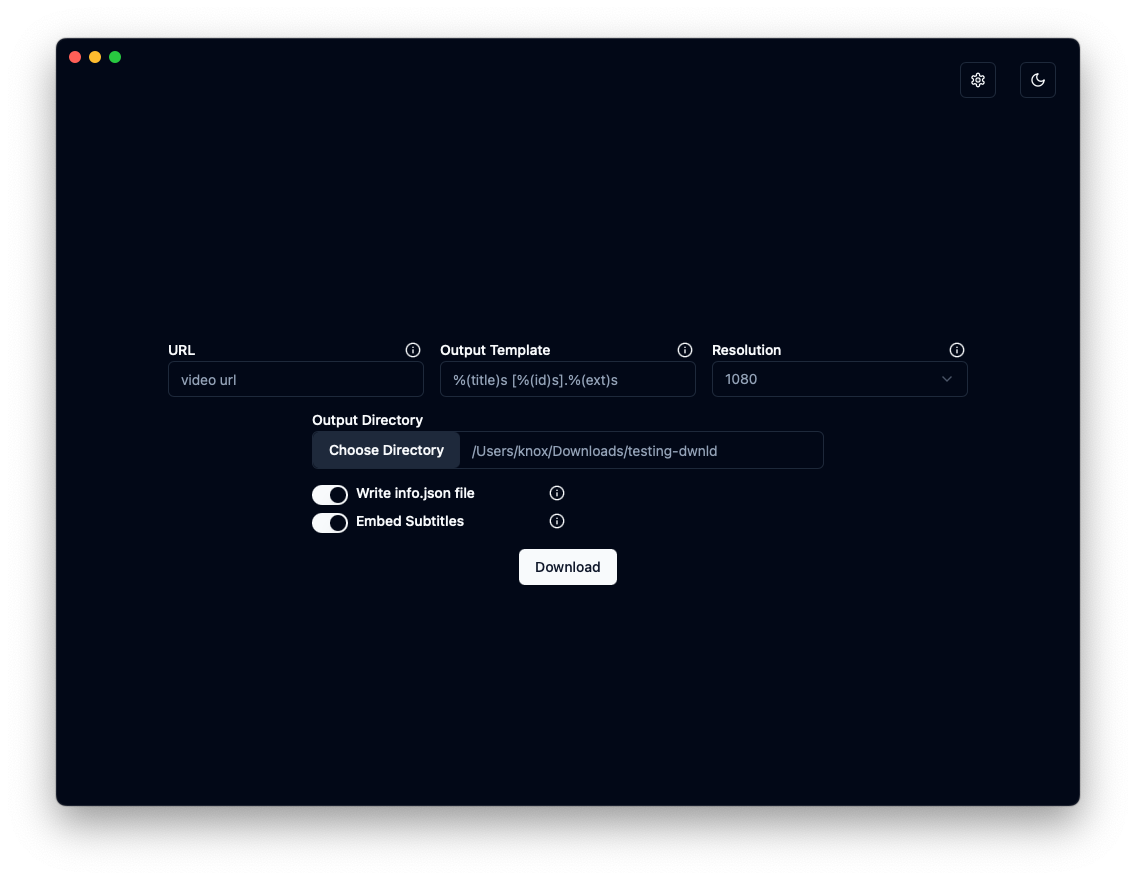 URL
Output Template
Resolution
video url
%(title)s [%(id)s].%(ext)s
1080
Output Directory
Choose Directory
/Users/knox/Downloads/testing-dwnld
Write info.json file
Embed Subtitles
Download